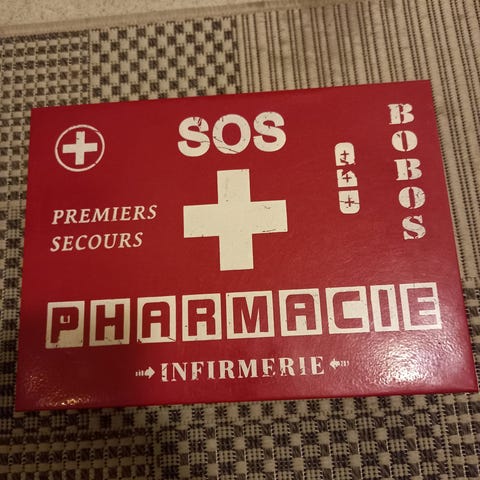 SOS
BOBOS
PREMIERS
SECOURS
PHARMACIE
INFIRMERIE